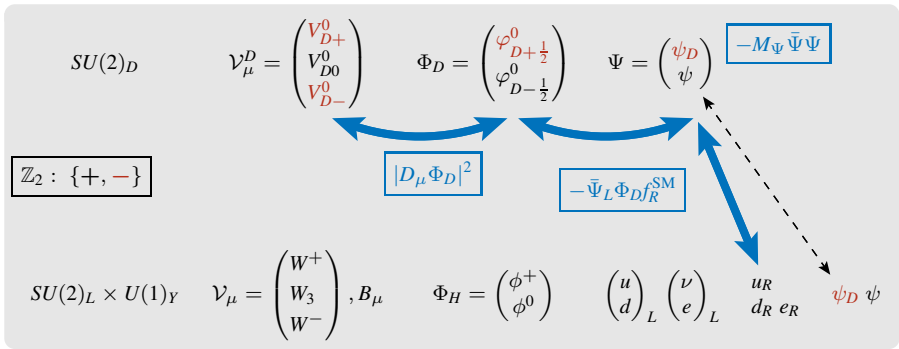 SU(2)_D   𝒱^D_μ = ( V^0_{D+} ; V^0_{D0} ; V^0_{D−} )   Φ_D = ( φ^0_{D+1/2} ; φ^0_{D−1/2} )   Ψ = ( ψ_D ; ψ )   −M_Ψ Ψ̄Ψ
ℤ_2 : {+, −}   |D_μ Φ_D|^2   −Ψ̄_L Φ_D f_R^{SM}
SU(2)_L × U(1)_Y   𝒱_μ = ( W^+ ; W_3 ; W^− ) , B_μ   Φ_H = ( ϕ^+ ; ϕ^0 )   ( u ; d )_L ( ν ; e )_L   u_R
d_R e_R   ψ_D ψ